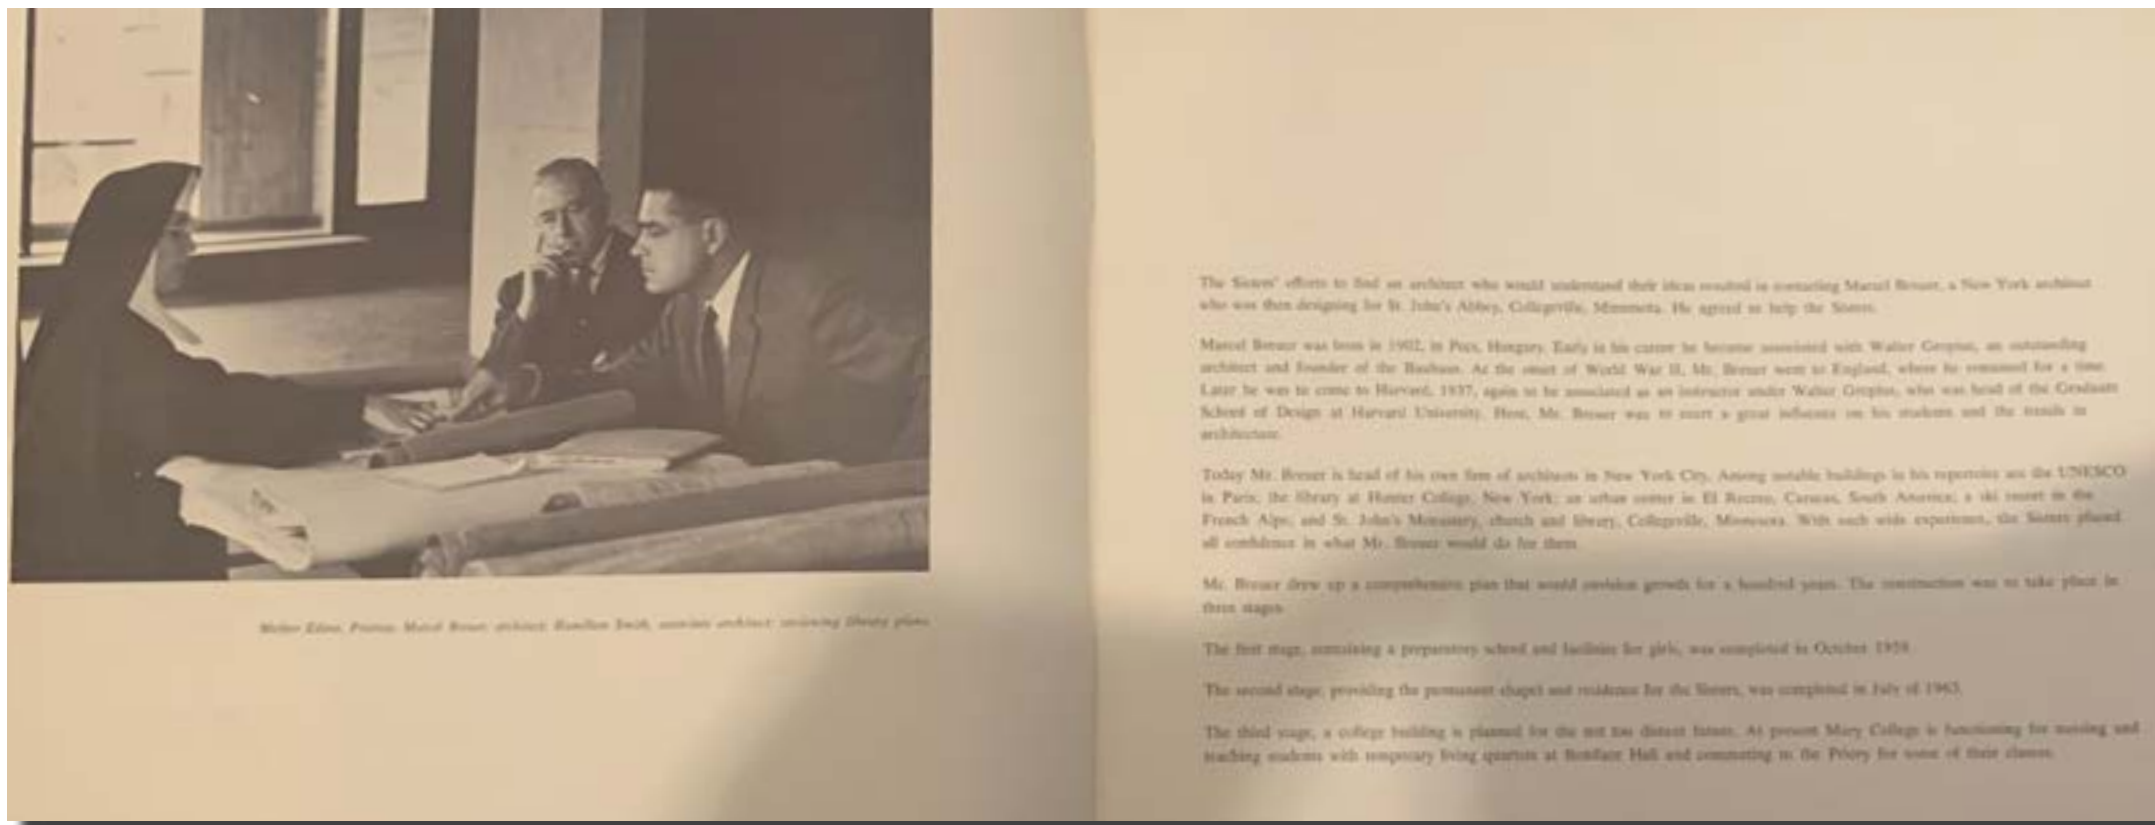 Mother Edane, Prioress; Marcel Breuer, architect; Hamilton Smith, associate architect; reviewing library plans.
The Sisters' efforts to find an architect who would understand their ideas resulted in contacting Marcel Breuer, a New York architect
who was then designing for St. John's Abbey, Collegeville, Minnesota. He agreed to help the Sisters.
Marcel Breuer was born in 1902, in Pecs, Hungary. Early in his career he became associated with Walter Gropius, an outstanding
architect and founder of the Bauhaus. At the onset of World War II, Mr. Breuer went to England, where he remained for a time.
Later he was to come to Harvard, 1937, again to be associated as an instructor under Walter Gropius, who was head of the Graduate
School of Design at Harvard University. Here, Mr. Breuer was to exert a great influence on his students and the trends in
architecture.
Today Mr. Breuer is head of his own firm of architects in New York City. Among notable buildings in his repertoire are the UNESCO
in Paris; the library at Hunter College, New York; an urban center in El Recreo, Caracas, South America; a ski resort in the
French Alps; and St. John's Monastery, church and library, Collegeville, Minnesota. With such wide experience, the Sisters placed
all confidence in what Mr. Breuer would do for them.
Mr. Breuer drew up a comprehensive plan that would envision growth for a hundred years. The construction was to take place in
three stages.
The first stage, containing a preparatory school and facilities for girls, was completed in October 1959.
The second stage, providing the permanent chapel and residence for the Sisters, was completed in July of 1963.
The third stage, a college building is planned for the not too distant future. At present Mary College is functioning for nursing and
teaching students with temporary living quarters at Boniface Hall and commuting to the Priory for some of their classes.